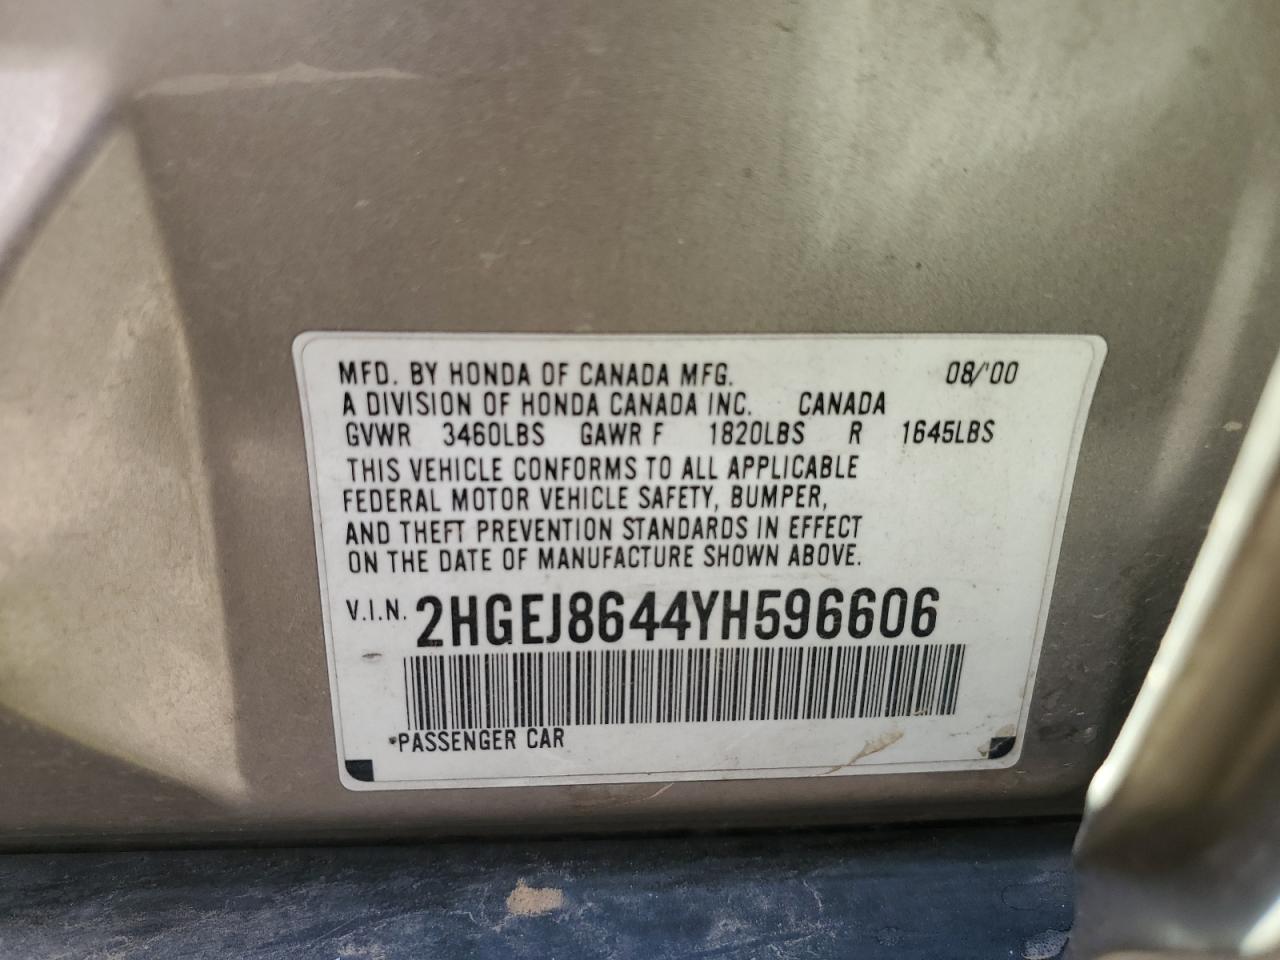 MFD. BY HONDA OF CANADA MFG. 08/'00
A DIVISION OF HONDA CANADA INC. CANADA
GVWR 3460LBS GAWR F 1820LBS R 1645LBS
THIS VEHICLE CONFORMS TO ALL APPLICABLE
FEDERAL MOTOR VEHICLE SAFETY, BUMPER,
AND THEFT PREVENTION STANDARDS IN EFFECT
ON THE DATE OF MANUFACTURE SHOWN ABOVE.
V.I.N. 2HGEJ8644YH596606
*PASSENGER CAR